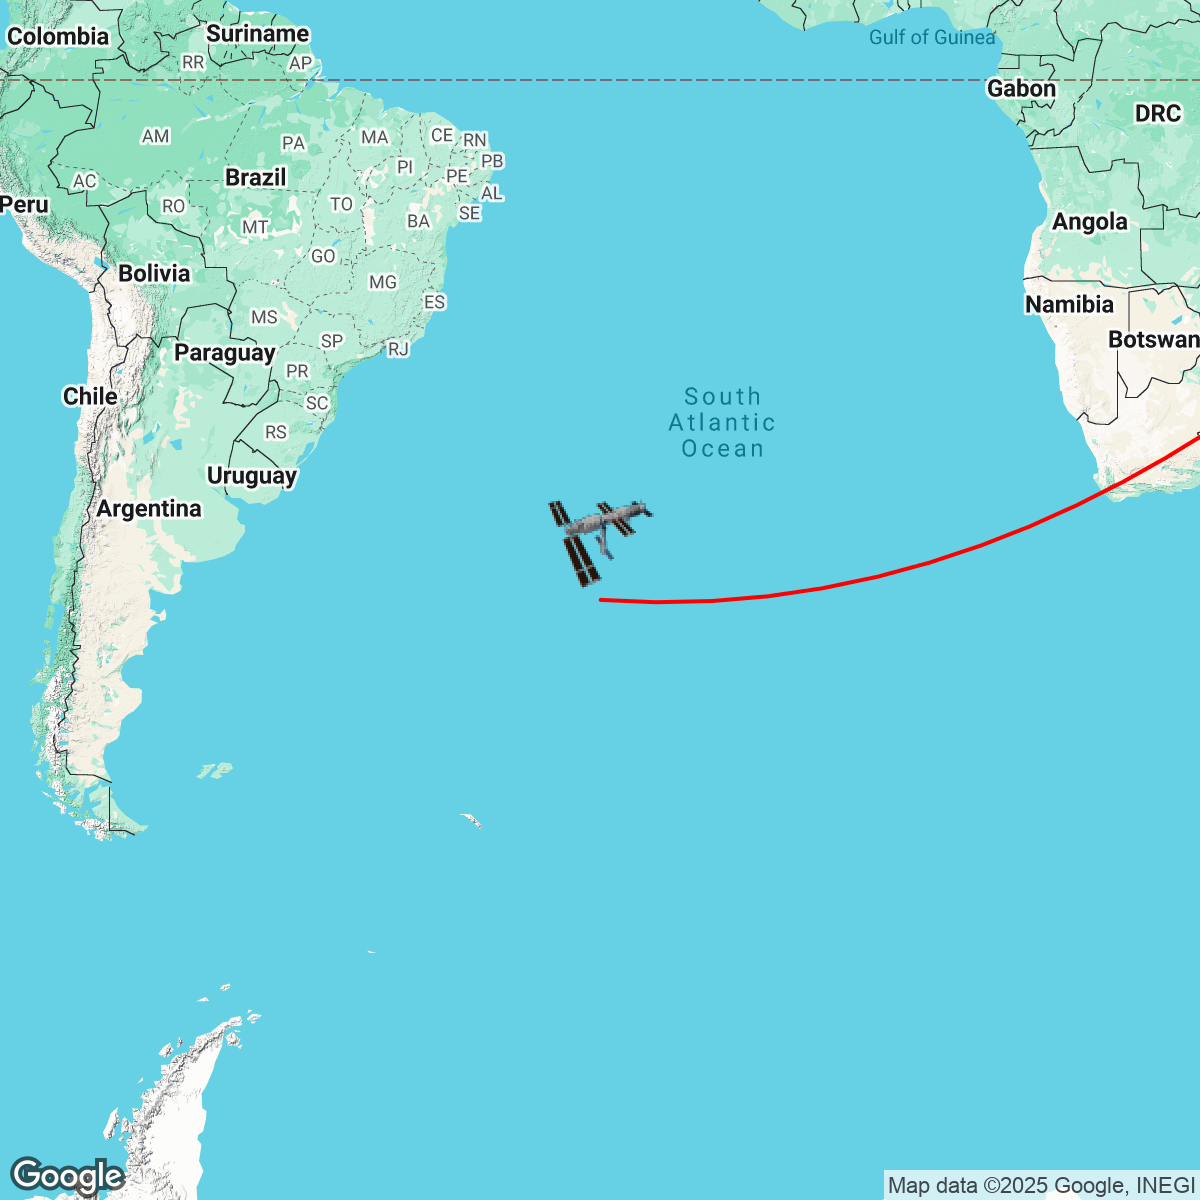 Colombia
Suriname
Gulf of Guinea
RR
AP
Gabon
DRC
AM
PA
MA
CE
RN
PI
PB
Brazil
PE
AC
AL
Peru
RO
TO
SE
MT
BA
Angola
GO
Bolivia
MG
ES
Namibia
MS
SP
RJ
Botswan
Paraguay
PR
Chile
SC
South
Atlantic
Ocean
RS
Uruguay
Argentina
Google
Map data ©2025 Google, INEGI